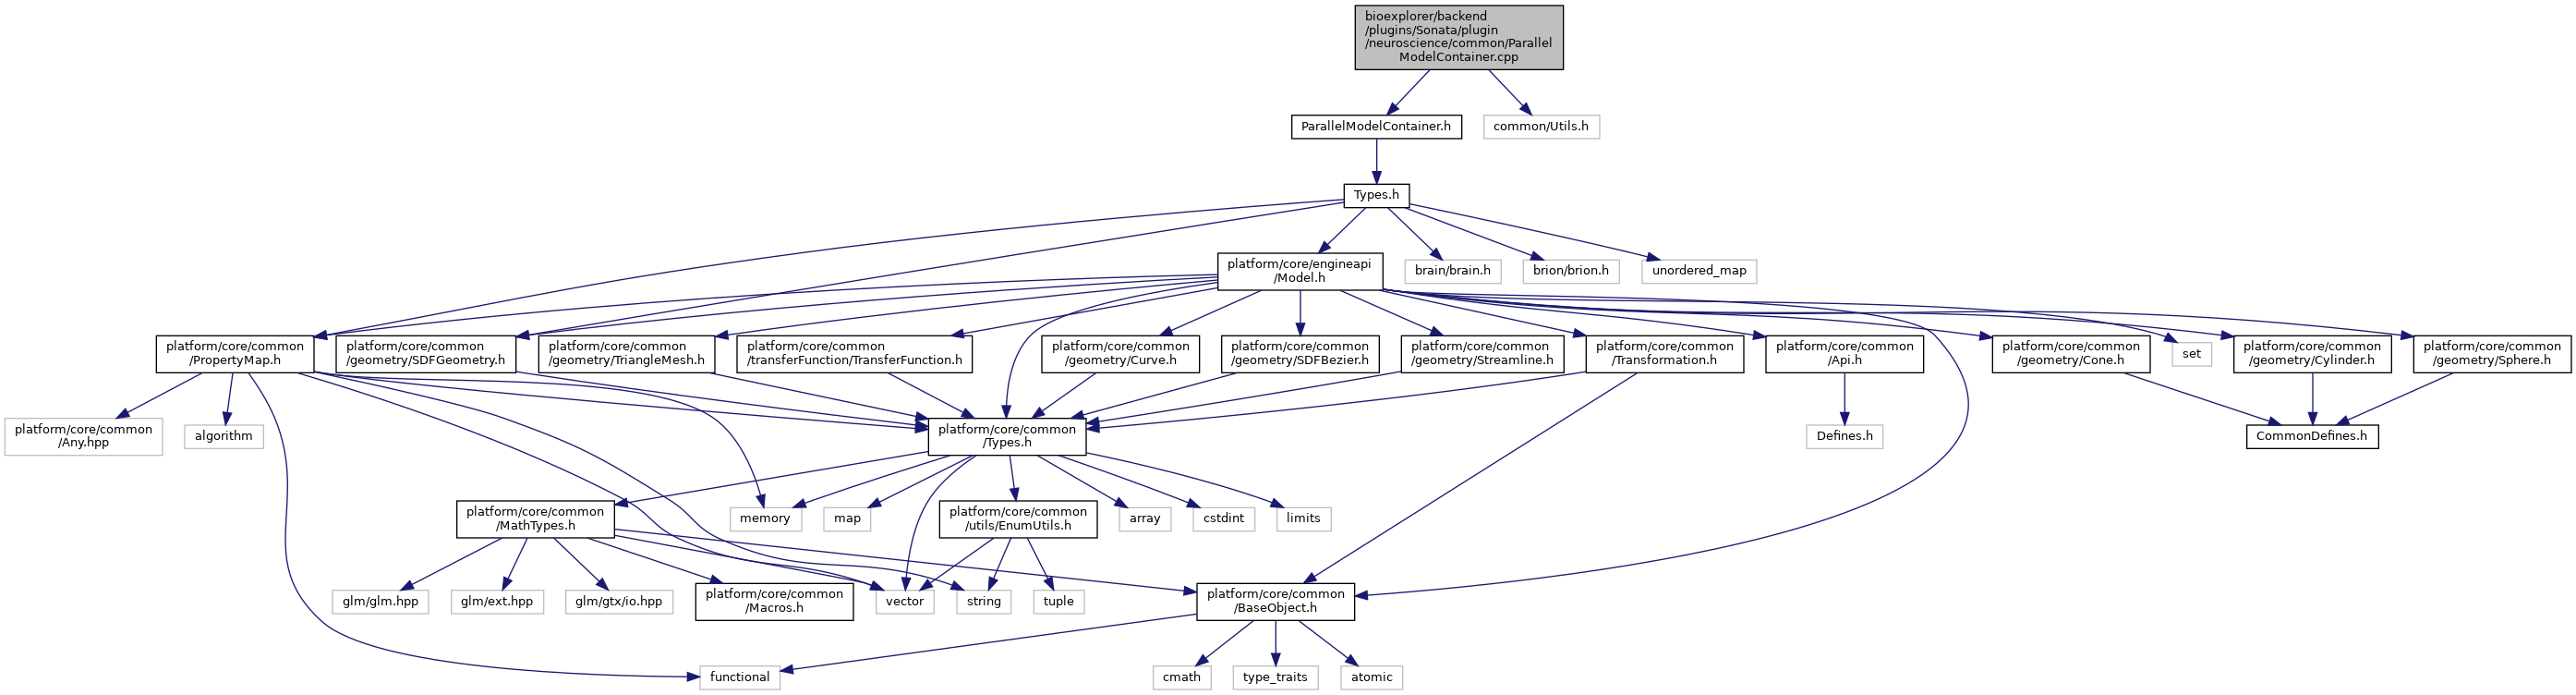 bioexplorer/backend
/plugins/Sonata/plugin
/neuroscience/common/Parallel
ModelContainer.cpp
ParallelModelContainer.h
common/Utils.h
Types.h
platform/core/engineapi
/Model.h
brain/brain.h
brion/brion.h
unordered_map
platform/core/common
/PropertyMap.h
platform/core/common
/geometry/SDFGeometry.h
platform/core/common
/geometry/TriangleMesh.h
platform/core/common
/transferFunction/TransferFunction.h
platform/core/common
/geometry/Curve.h
platform/core/common
/geometry/SDFBezier.h
platform/core/common
/geometry/Streamline.h
platform/core/common
/Transformation.h
platform/core/common
/Api.h
platform/core/common
/geometry/Cone.h
set
platform/core/common
/geometry/Cylinder.h
platform/core/common
/geometry/Sphere.h
platform/core/common
/Any.hpp
algorithm
platform/core/common
/Types.h
Defines.h
CommonDefines.h
platform/core/common
/MathTypes.h
memory
map
platform/core/common
/utils/EnumUtils.h
array
cstdint
limits
glm/glm.hpp
glm/ext.hpp
glm/gtx/io.hpp
platform/core/common
/Macros.h
vector
string
tuple
platform/core/common
/BaseObject.h
functional
cmath
type_traits
atomic